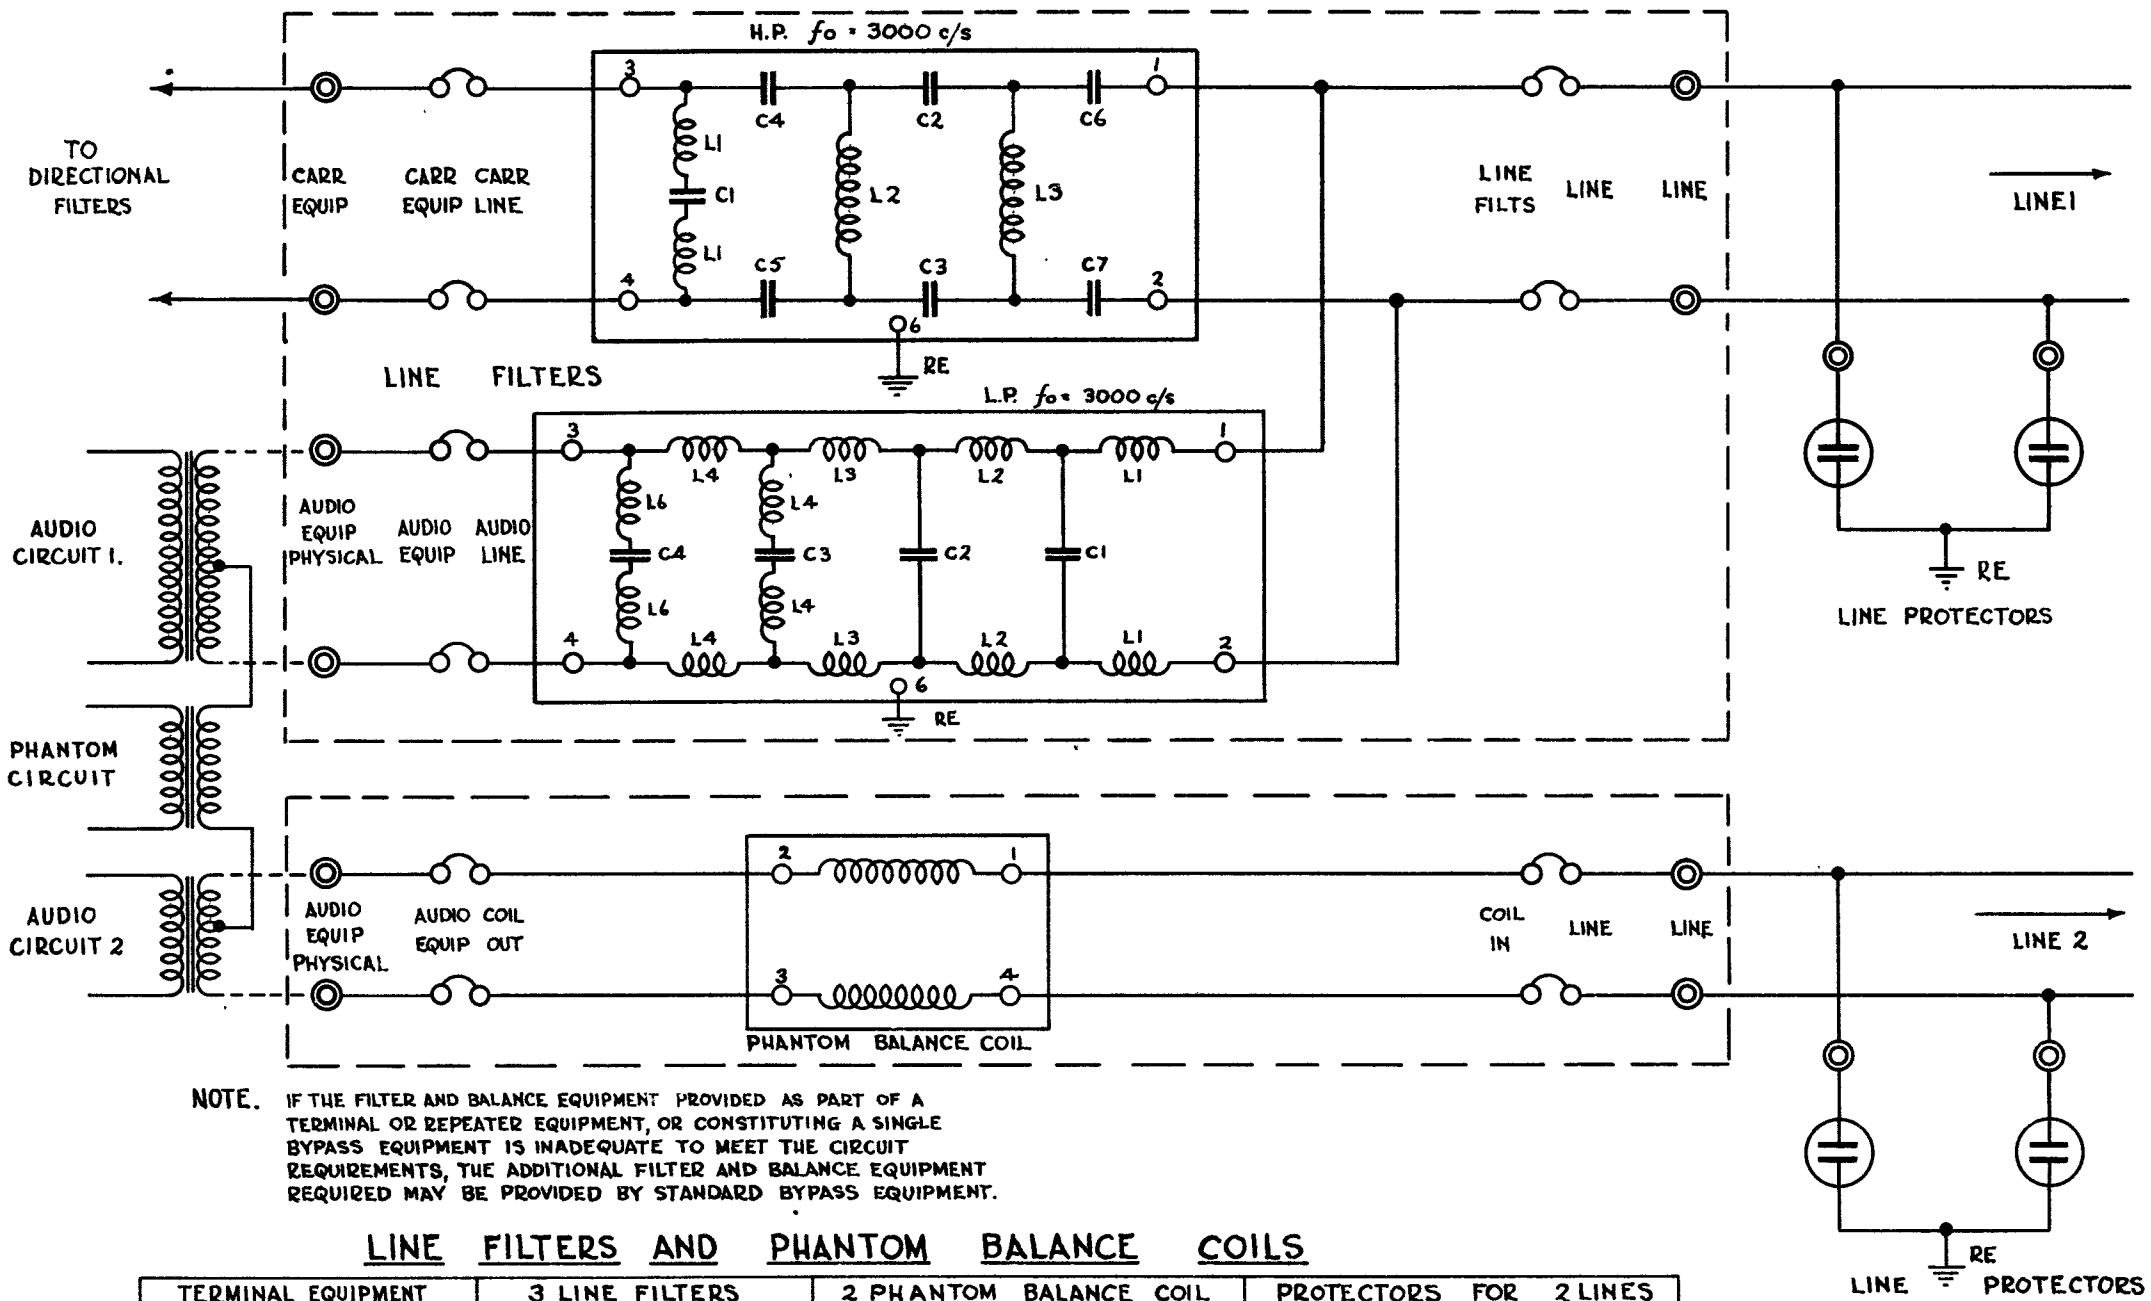 H.P. fo = 3000 c/s
3
1
C4
C2
C6
L1
C1
L1
L2
L3
C5
C3
C7
4
2
6
RE
TO
DIRECTIONAL
FILTERS
CARR
EQUIP
CARR CARR
EQUIP LINE
LINE
FILTS
LINE
LINE
LINE 1
LINE FILTERS
L.P. fo = 3000 c/s
3
1
L4
L3
L2
L1
L6
L4
C4
C3
C2
C1
L6
L4
4
L4
L3
L2
L1
2
6
RE
AUDIO
CIRCUIT 1.
AUDIO
EQUIP
PHYSICAL
AUDIO
EQUIP
AUDIO
LINE
RE
LINE PROTECTORS
PHANTOM
CIRCUIT
AUDIO
CIRCUIT 2
AUDIO
EQUIP
PHYSICAL
AUDIO COIL
EQUIP OUT
2
1
3
4
PHANTOM BALANCE COIL
COIL
IN
LINE
LINE
LINE 2
RE
LINE PROTECTORS
NOTE. IF THE FILTER AND BALANCE EQUIPMENT PROVIDED AS PART OF A
TERMINAL OR REPEATER EQUIPMENT, OR CONSTITUTING A SINGLE
BYPASS EQUIPMENT IS INADEQUATE TO MEET THE CIRCUIT
REQUIREMENTS, THE ADDITIONAL FILTER AND BALANCE EQUIPMENT
REQUIRED MAY BE PROVIDED BY STANDARD BYPASS EQUIPMENT.
LINE FILTERS AND PHANTOM BALANCE COILS
TERMINAL EQUIPMENT 3 LINE FILTERS 2 PHANTOM BALANCE COIL PROTECTORS FOR 2 LINES